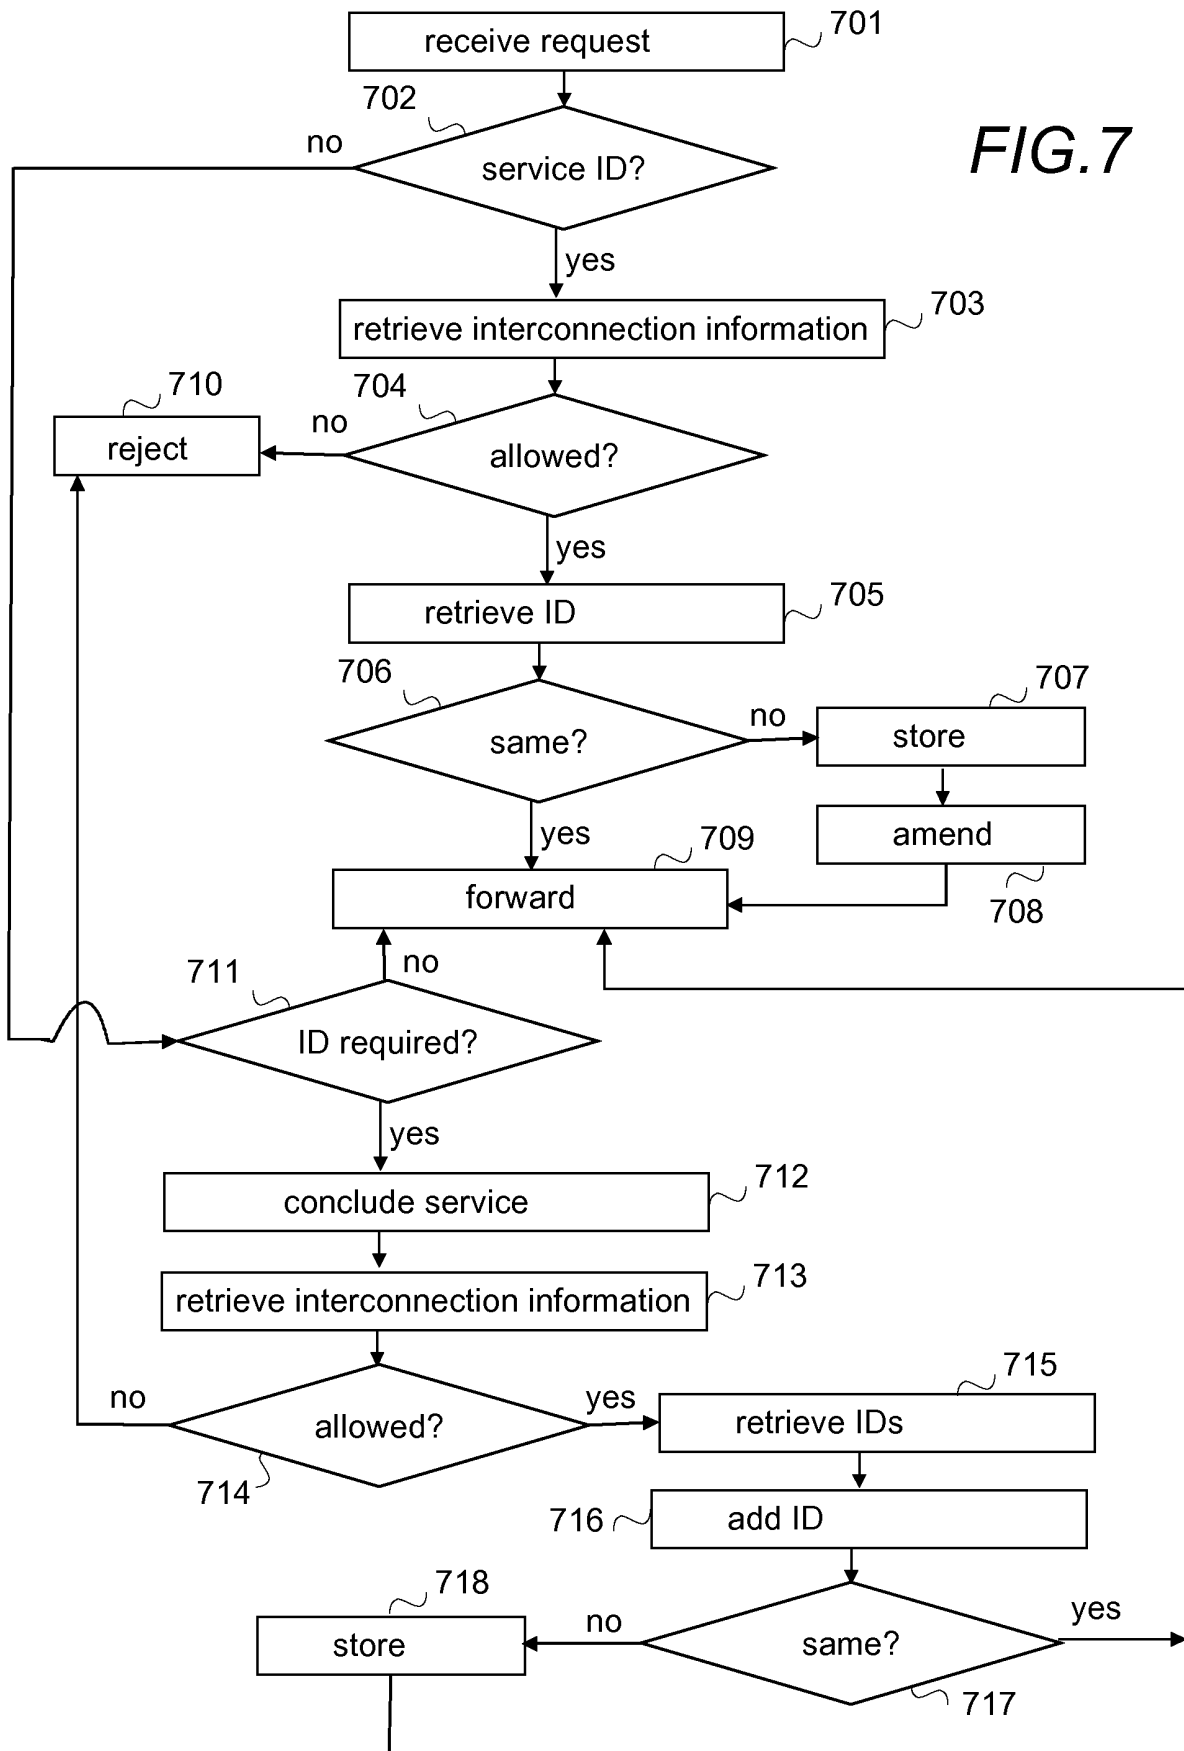 receive request
701
702
no
FIG.7
service ID?
yes
703
retrieve interconnection information
704
710
no
reject
allowed?
yes
705
retrieve ID
706
707
no
same?
store
yes
709
amend
forward
708
711
no
ID required?
yes
712
conclude service
713
retrieve interconnection information
715
no
yes
allowed?
retrieve IDs
714
716
add ID
718
no
yes
store
same?
717